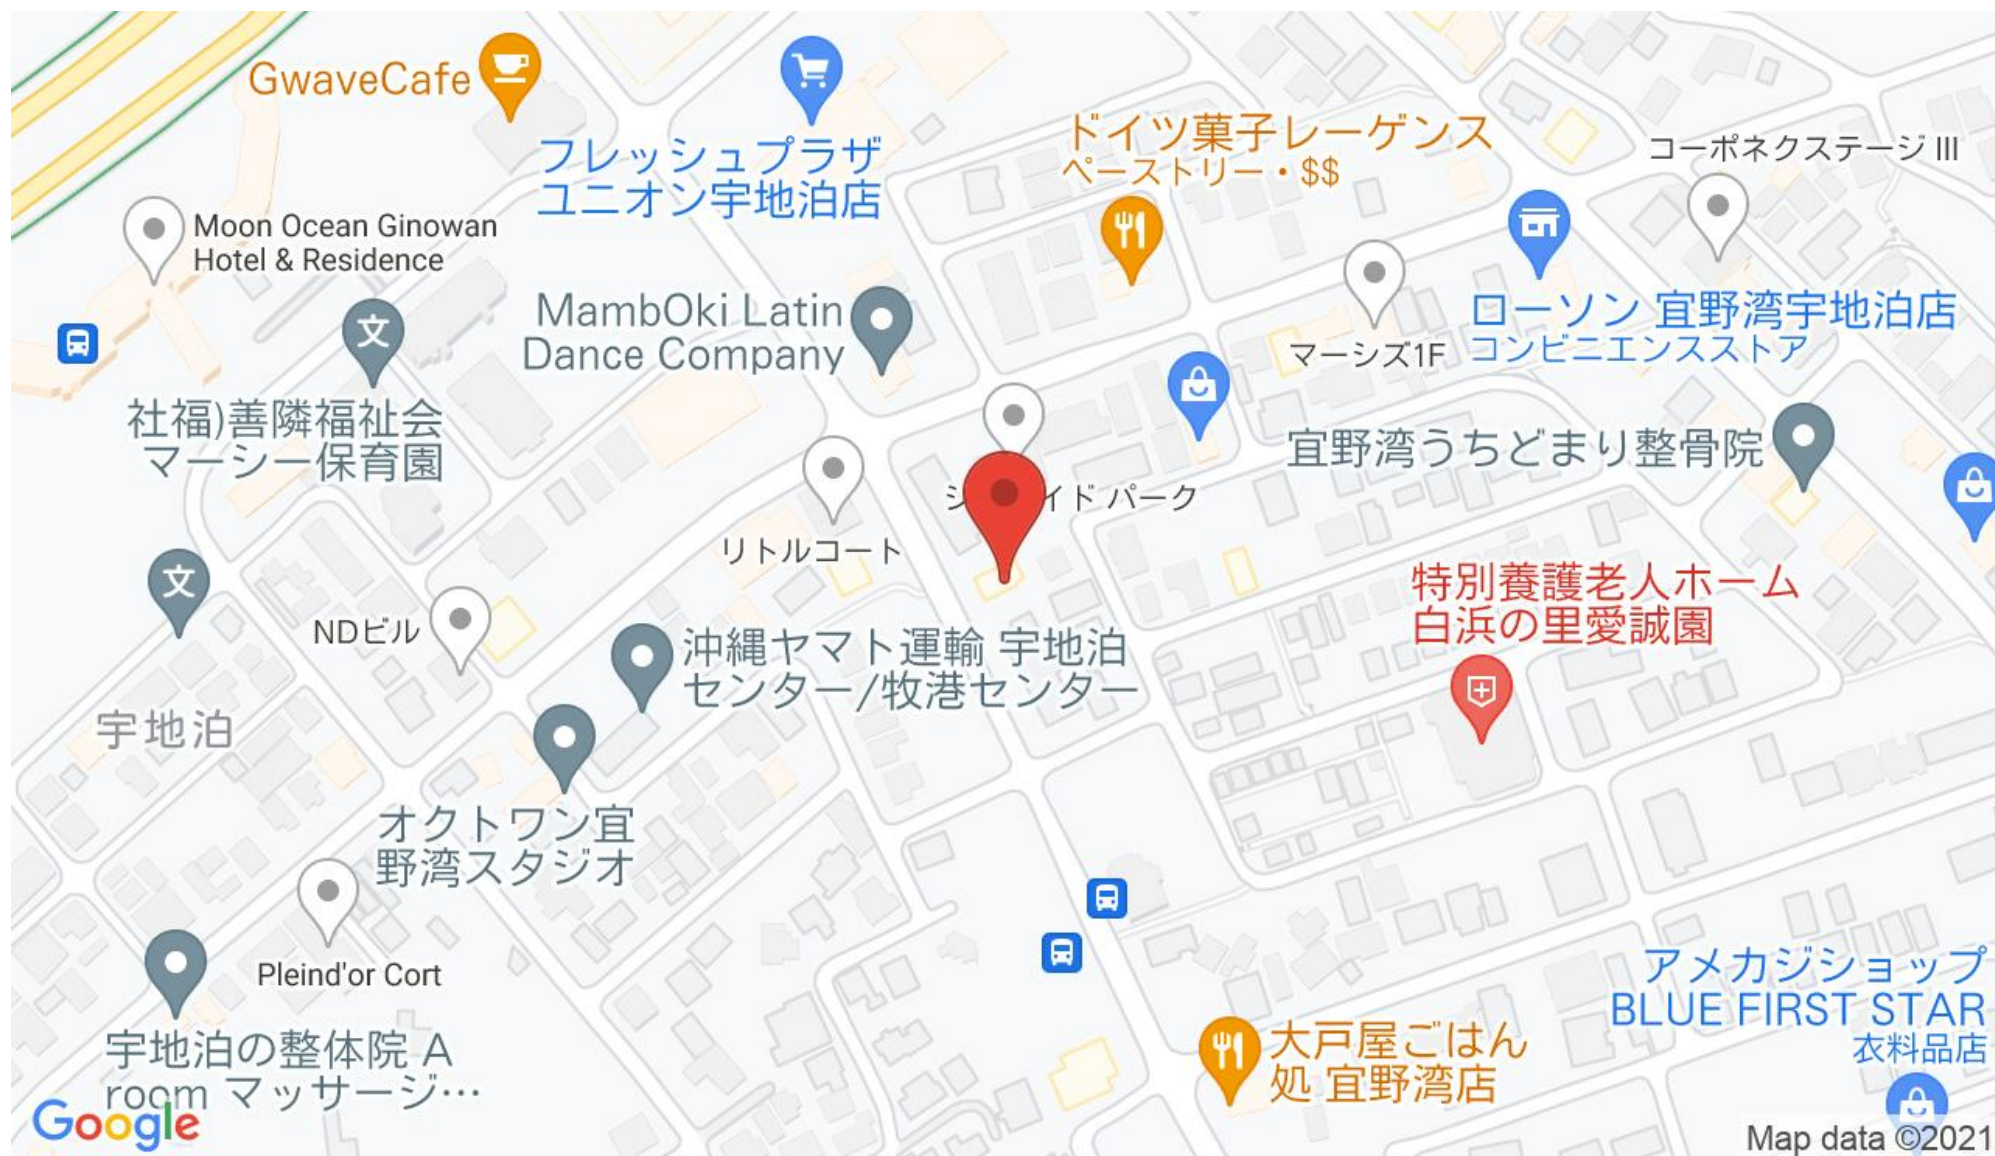 GwaveCafe
フレッシュプラザ
ユニオン宇地泊店
ドイツ菓子レーゲンス
ペーストリー・$$
コーポネクステージ III
Moon Ocean Ginowan
Hotel & Residence
MambOki Latin
Dance Company
ローソン 宜野湾宇地泊店
コンビニエンスストア
マーシズ1F
文
社福)善隣福祉会
マーシー保育園
宜野湾うちどまり整骨院
イド パーク
リトルコート
文
特別養護老人ホーム
白浜の里愛誠園
NDビル
沖縄ヤマト運輸 宇地泊
センター/牧港センター
宇地泊
オクトワン宜
野湾スタジオ
Pleind'or Cort
アメカジショップ
BLUE FIRST STAR
衣料品店
大戸屋ごはん
処 宜野湾店
宇地泊の整体院 A
room マッサージ…
Google
Map data ©2021